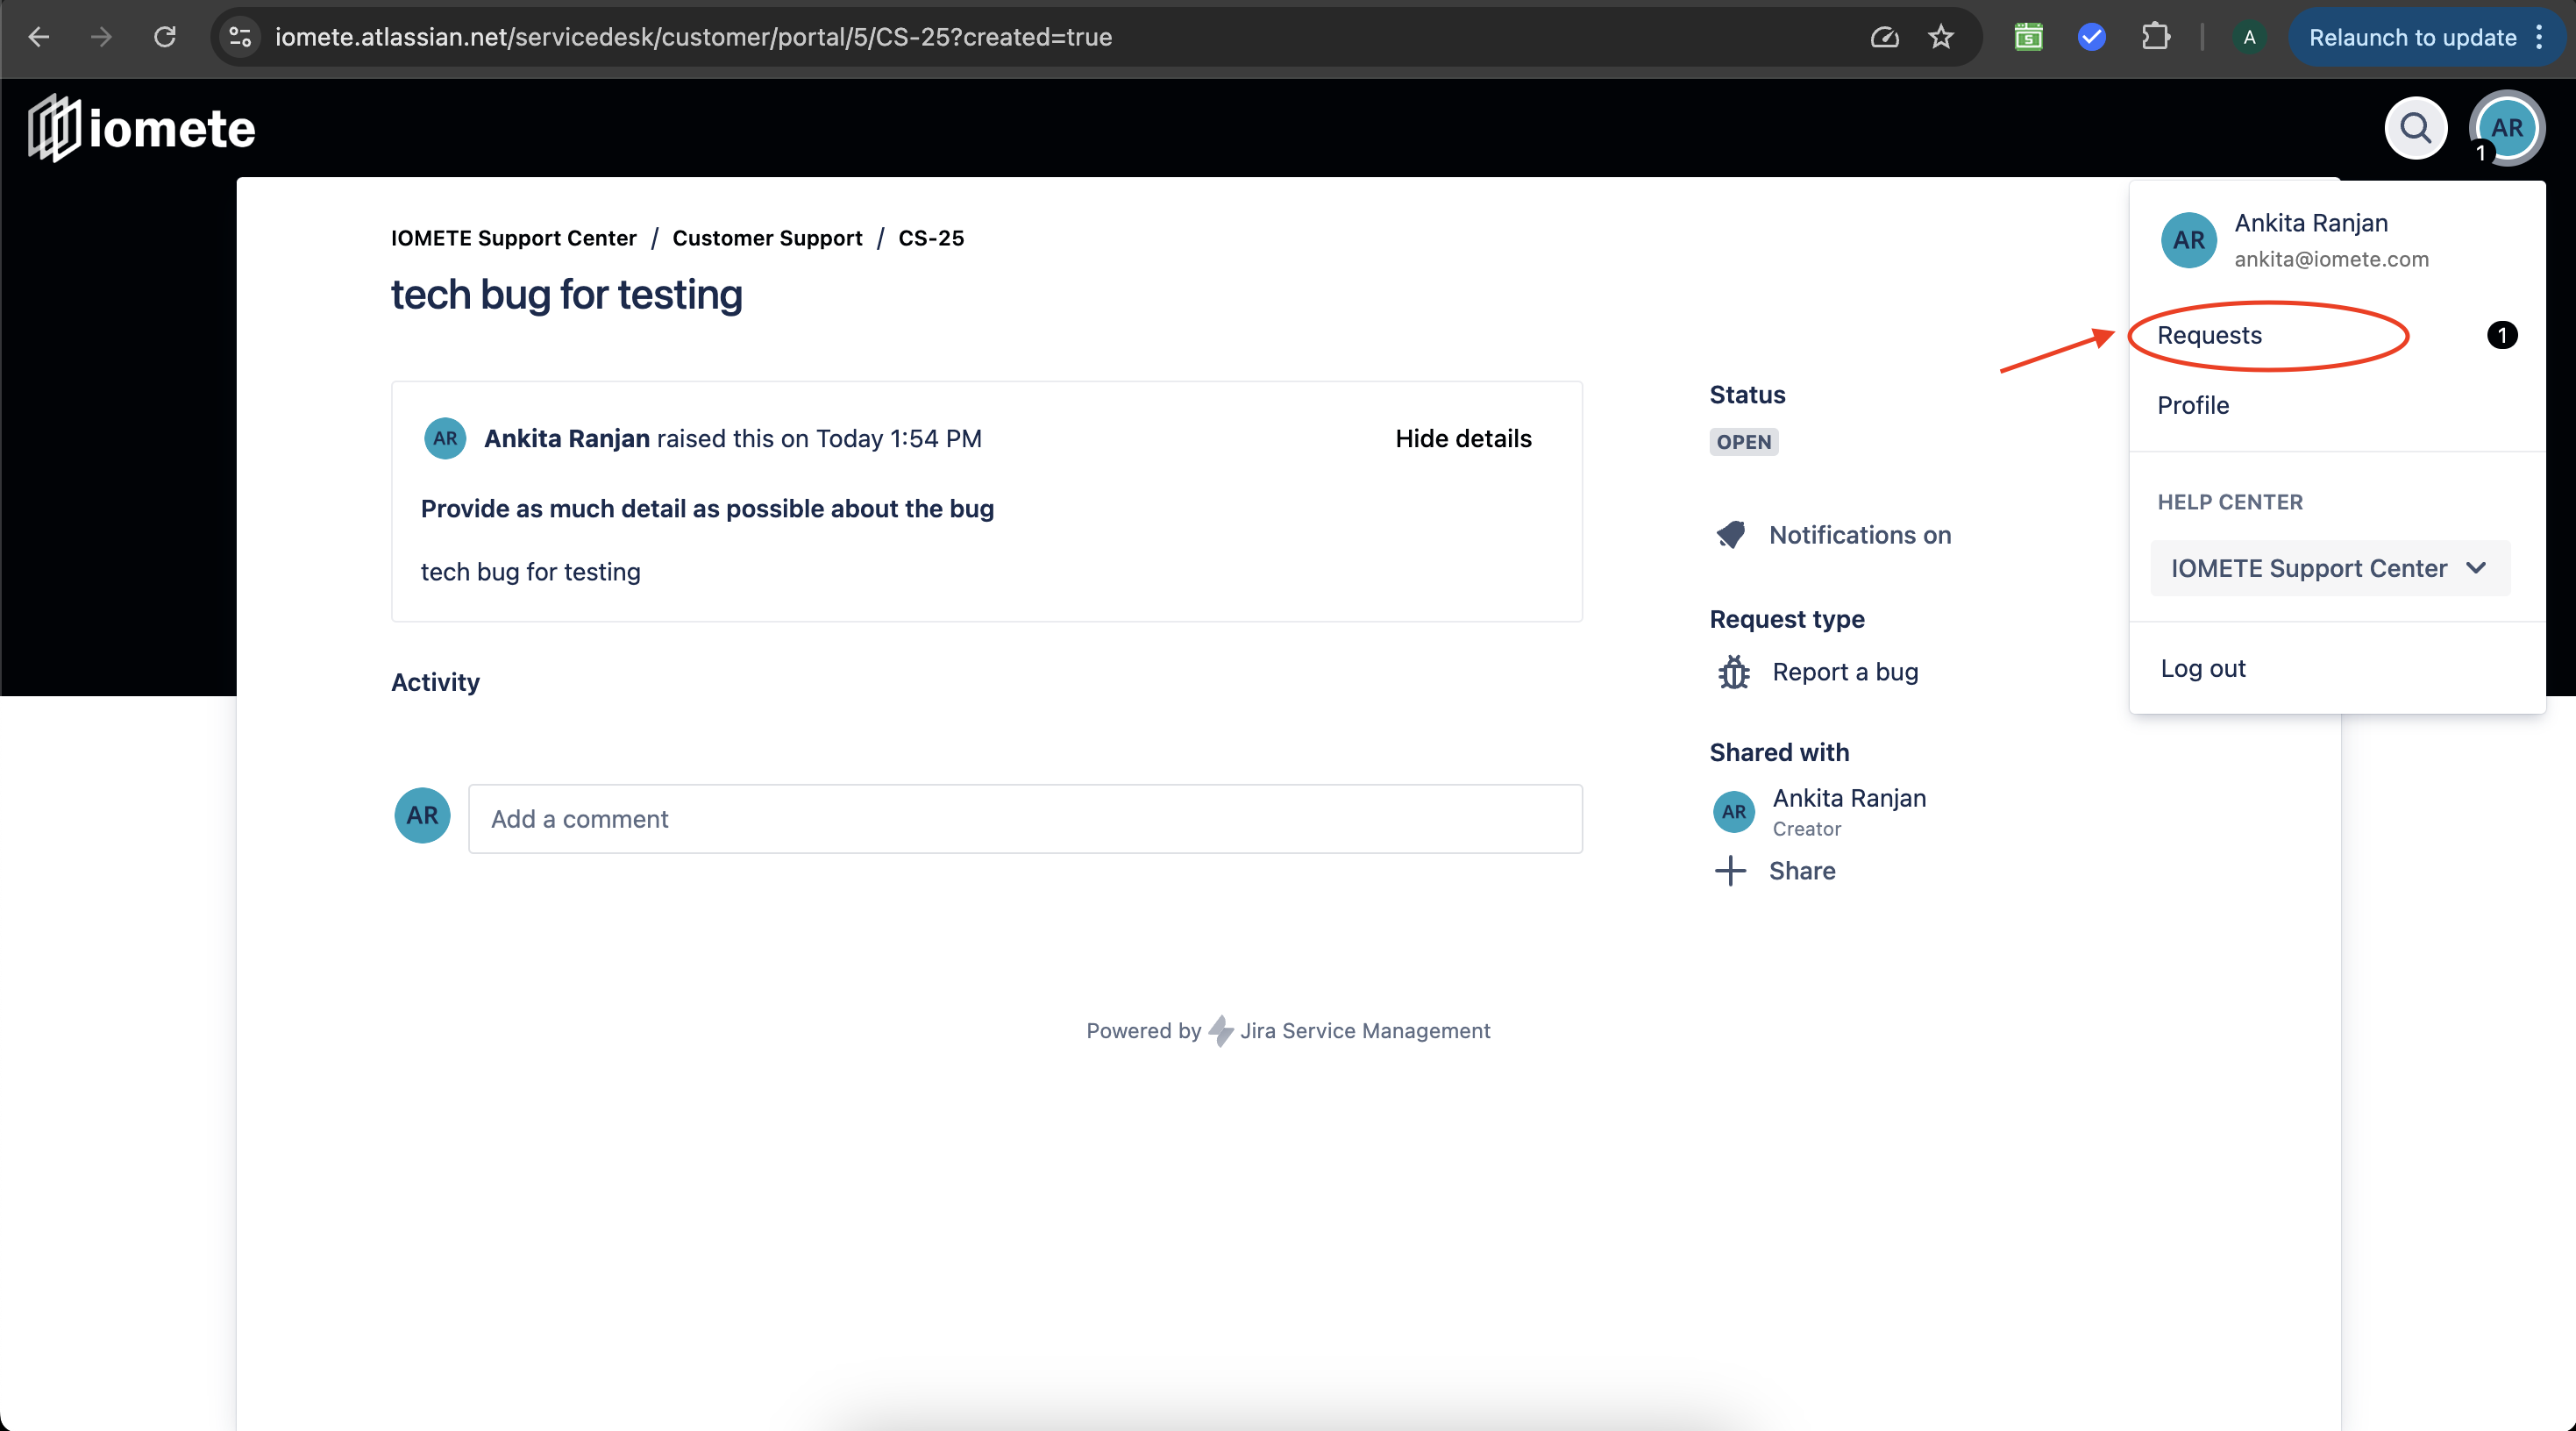 iomete.atlassian.net/servicedesk/customer/portal/5/CS-25?created=true
S
A
Relaunch to update
iomete
AR
1
IOMETE Support Center / Customer Support / CS-25
tech bug for testing
AR
Ankita Ranjan raised this on Today 1:54 PM
Hide details
Provide as much detail as possible about the bug
tech bug for testing
Activity
AR
Add a comment
Status
OPEN
Notifications on
Request type
Report a bug
Shared with
AR
Ankita Ranjan
Creator
Share
AR
Ankita Ranjan
ankita@iomete.com
Requests
1
Profile
HELP CENTER
IOMETE Support Center
Log out
Powered by Jira Service Management